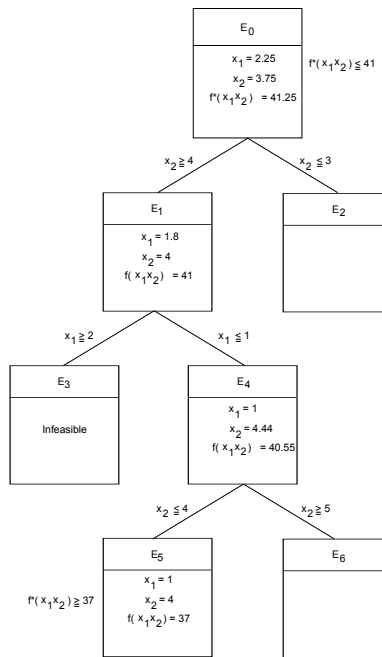 E0
x1 = 2.25
x2 = 3.75
f*( x1x2 ) = 41.25
f*( x1x2 ) ≦ 41
x2 ≧ 4
x2 ≦ 3
E1
x1 = 1.8
x2 = 4
f( x1x2 ) = 41
E2
x1 ≧ 2
x1 ≦ 1
E3
Infeasible
E4
x1 = 1
x2 = 4.44
f( x1x2 ) = 40.55
x2 ≦ 4
x2 ≧ 5
f*( x1x2 ) ≧ 37
E5
x1 = 1
x2 = 4
f( x1x2 ) = 37
E6